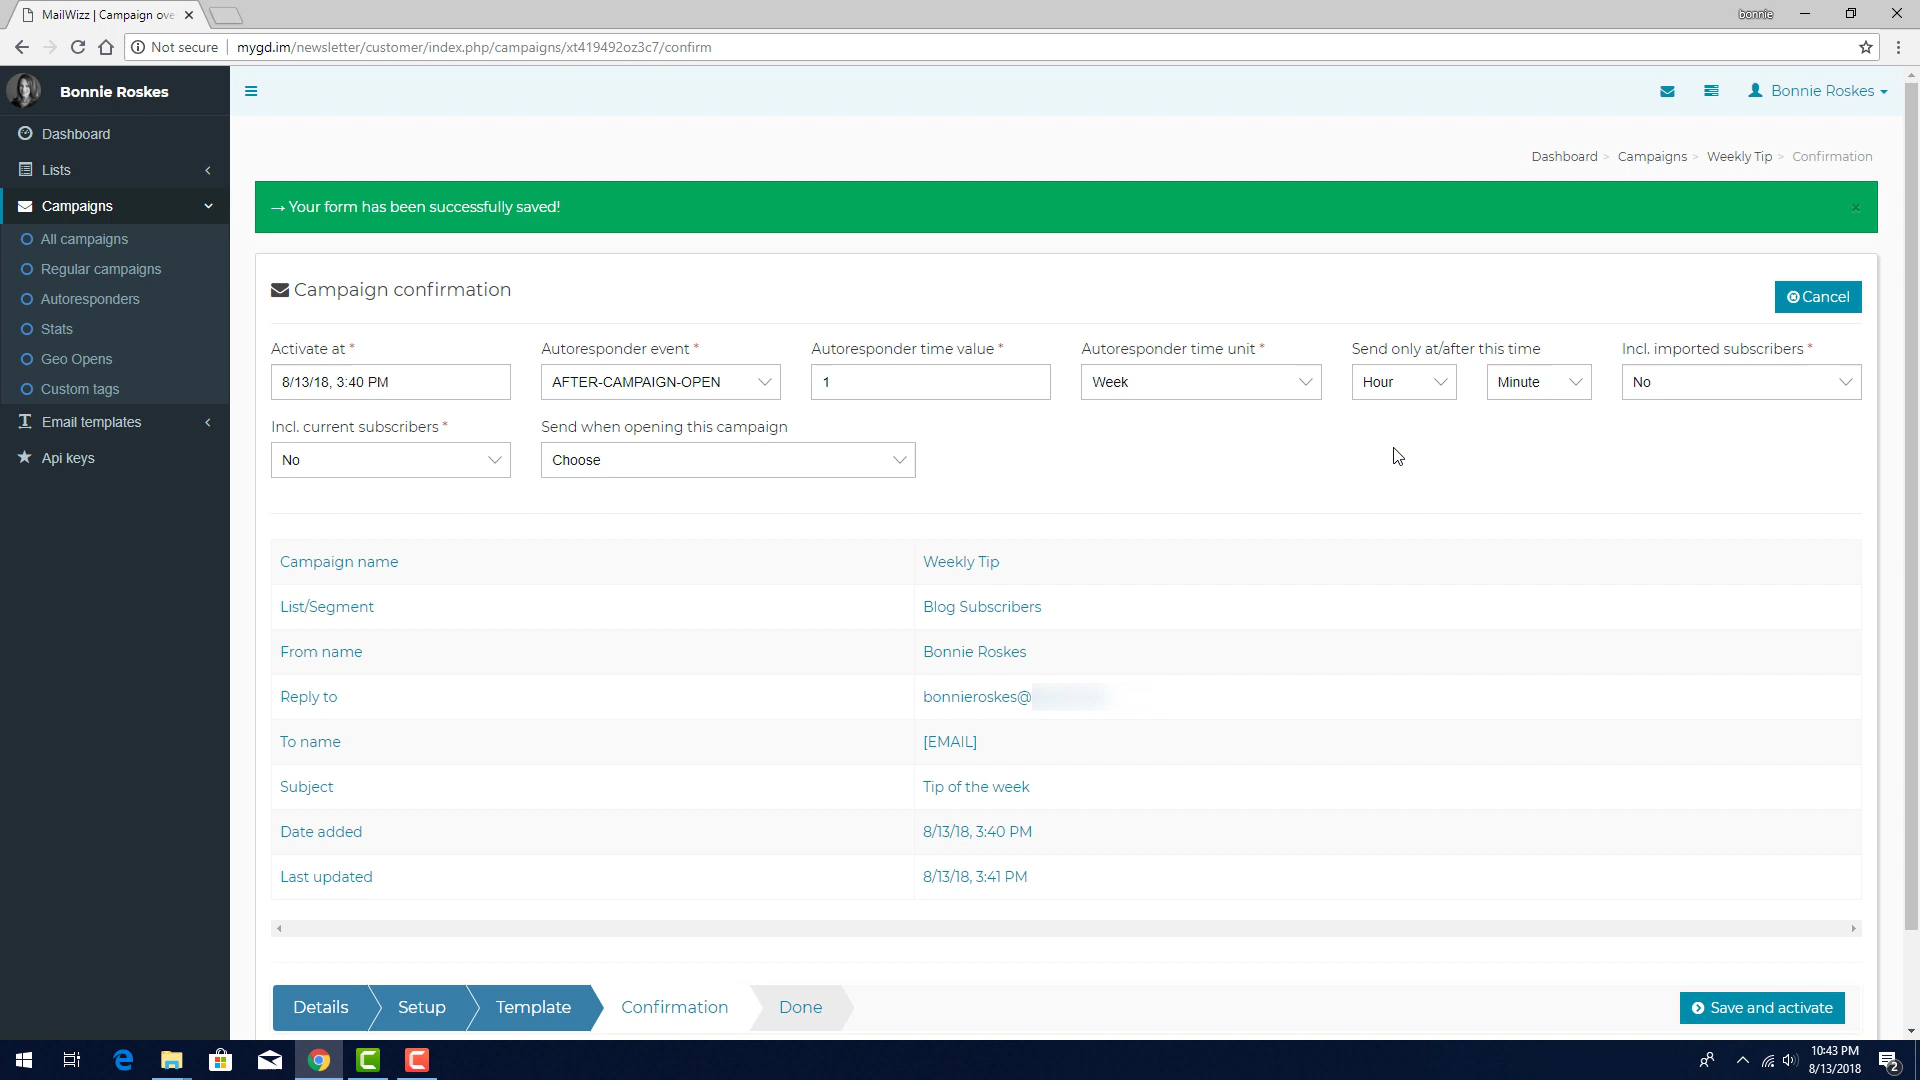 MailWizz | Campaign ove
bonnie
Not secure
mygd.im/newsletter/customer/index.php/campaigns/xt419492oz3c7/confirm
Bonnie Roskes
Bonnie Roskes
Dashboard
Lists
Campaigns
All campaigns
Regular campaigns
Autoresponders
Stats
Geo Opens
Custom tags
Email templates
Api keys
Dashboard > Campaigns > Weekly Tip > Confirmation
→ Your form has been successfully saved! ×
Campaign confirmation
Cancel
Activate at * Autoresponder event * Autoresponder time value * Autoresponder time unit * Send only at/after this time Incl. imported subscribers *
8/13/18, 3:40 PM AFTER-CAMPAIGN-OPEN 1 Week Hour Minute No
Incl. current subscribers * Send when opening this campaign
No Choose
Campaign name Weekly Tip
List/Segment Blog Subscribers
From name Bonnie Roskes
Reply to bonnieroskes@
To name [EMAIL]
Subject Tip of the week
Date added 8/13/18, 3:40 PM
Last updated 8/13/18, 3:41 PM
Details Setup Template Confirmation Done Save and activate
10:43 PM
8/13/2018
2